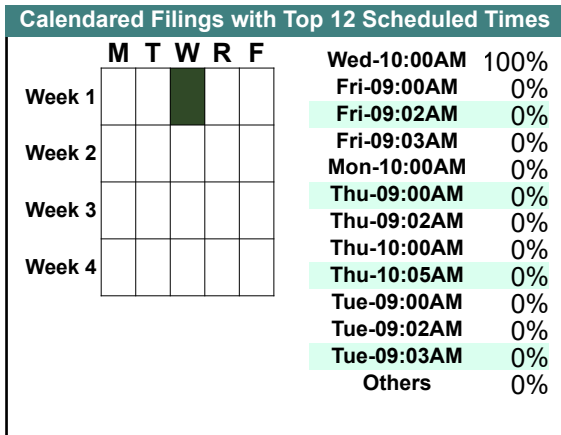 Calendared Filings with Top 12 Scheduled Times
M T W R F
Week 1
Week 2
Week 3
Week 4
Wed-10:00AM 100%
Fri-09:00AM 0%
Fri-09:02AM 0%
Fri-09:03AM 0%
Mon-10:00AM 0%
Thu-09:00AM 0%
Thu-09:02AM 0%
Thu-10:00AM 0%
Thu-10:05AM 0%
Tue-09:00AM 0%
Tue-09:02AM 0%
Tue-09:03AM 0%
Others 0%